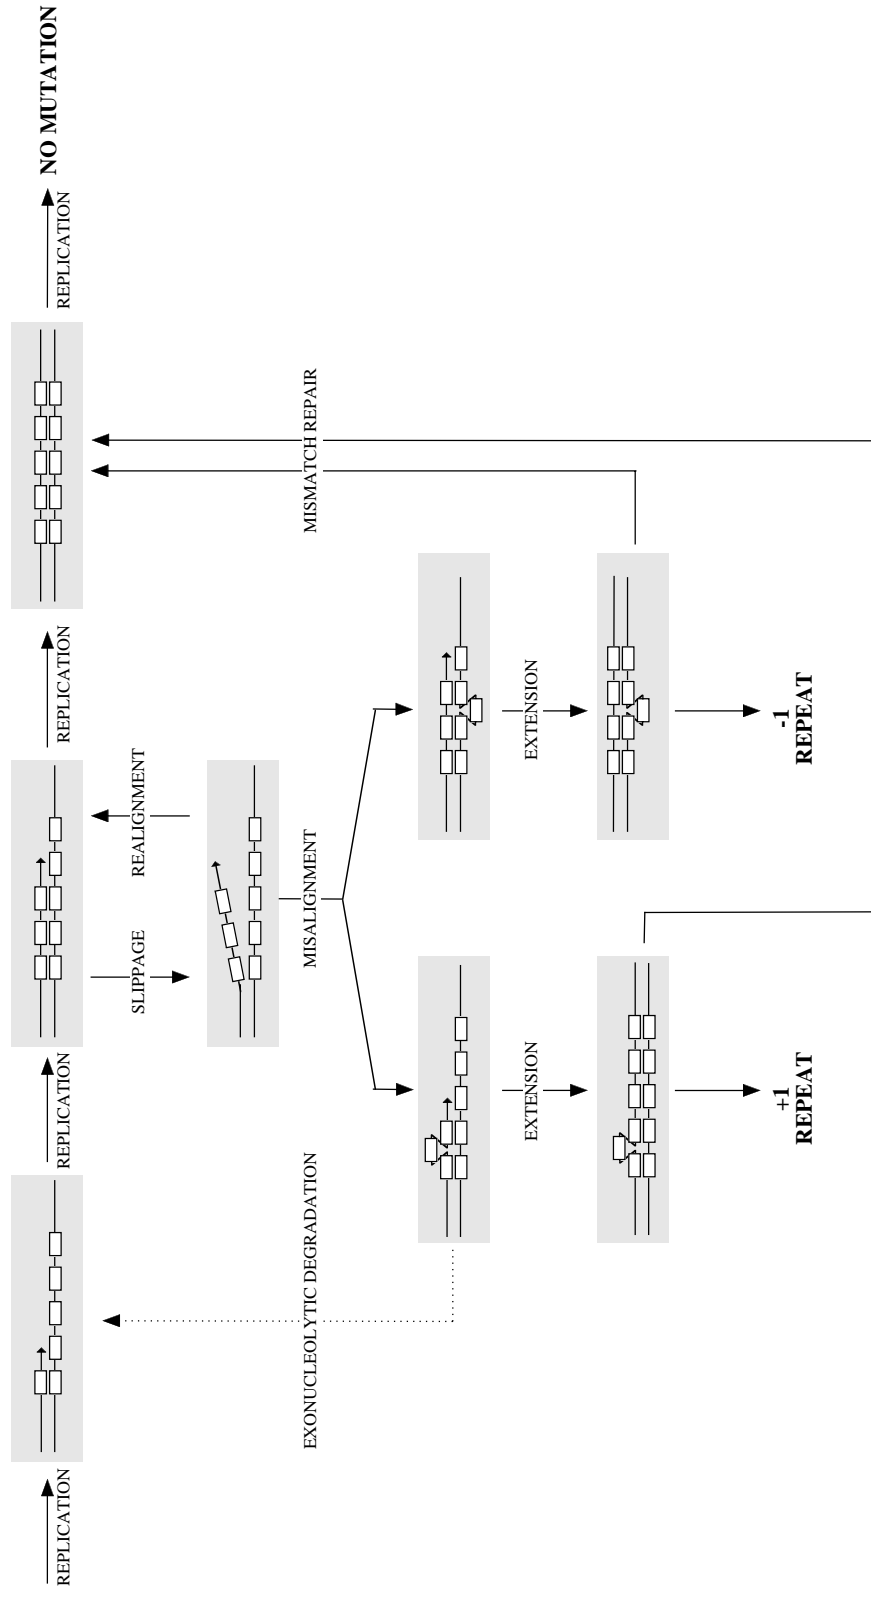 REPLICATION
REPLICATION
REPLICATION
REPLICATION
NO MUTATION
SLIPPAGE
REALIGNMENT
EXONUCLEOLYTIC DEGRADATION
MISALIGNMENT
MISMATCH REPAIR
EXTENSION
EXTENSION
+1
REPEAT
-1
REPEAT